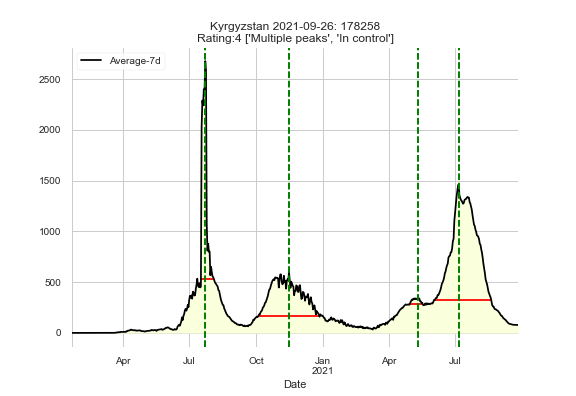 Kyrgyzstan 2021-09-26: 178258
Rating:4 ['Multiple peaks', 'In control']
Average-7d
2500
2000
1500
1000
500
0
Apr
Jul
Oct
Jan
2021
Apr
Jul
Date